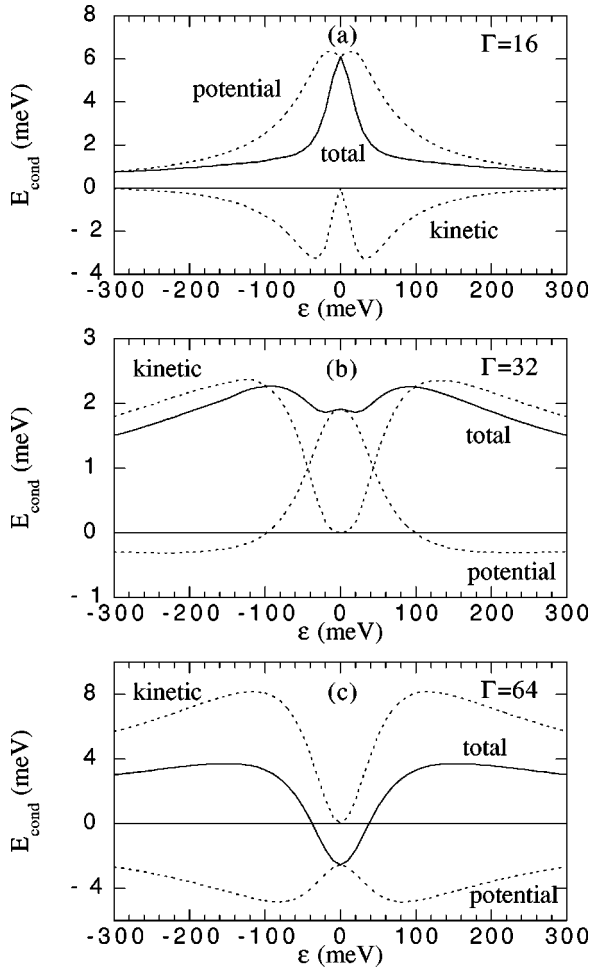 (a)
Γ=16
potential
total
kinetic
E_cond (meV)
8
6
4
2
0
- 2
- 4
-300 -200 -100 0 100 200 300
ε (meV)
kinetic
(b)
Γ=32
total
potential
E_cond (meV)
3
2
1
0
- 1
-300 -200 -100 0 100 200 300
ε (meV)
kinetic
(c)
Γ=64
total
potential
E_cond (meV)
8
4
0
- 4
-300 -200 -100 0 100 200 300
ε (meV)